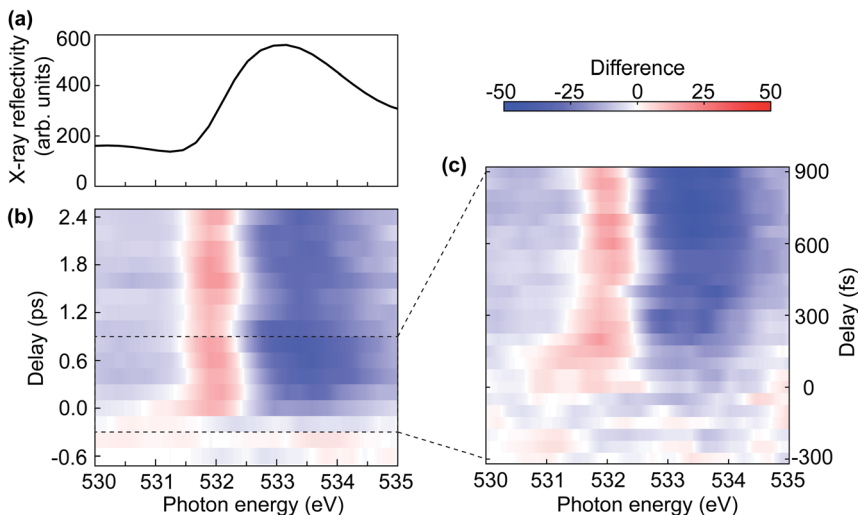 (a)
X-ray reflectivity
(arb. units)
600
400
200
0
Difference
-50 -25 0 25 50
(b)
Delay (ps)
2.4
1.8
1.2
0.6
0.0
-0.6
530 531 532 533 534 535
Photon energy (eV)
(c)
900
600
300
0
-300
Delay (fs)
530 531 532 533 534 535
Photon energy (eV)